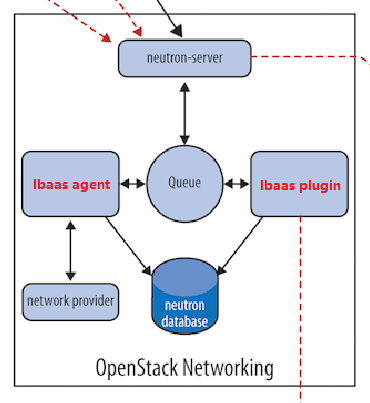 neutron-server
lbaas agent
Queue
lbaas plugin
network provider
neutron
database
OpenStack Networking